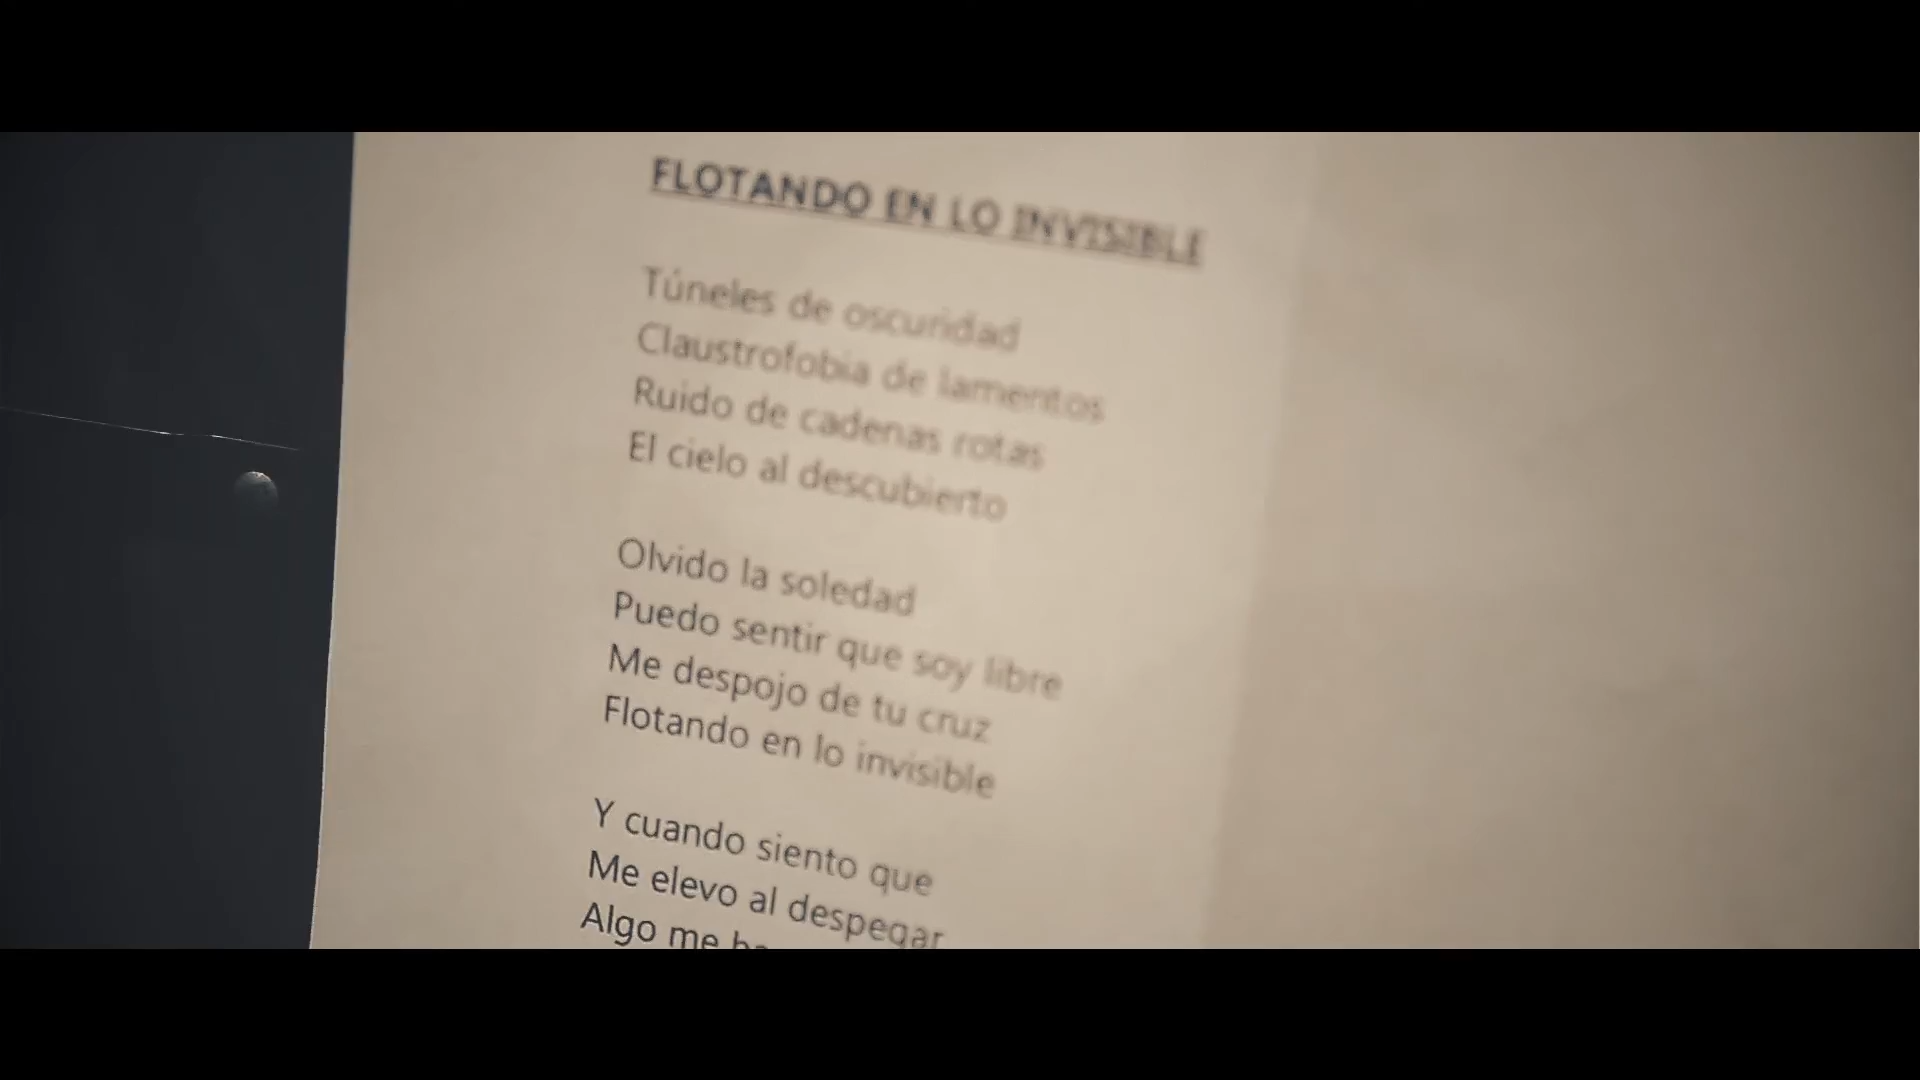 FLOTANDO EN LO INVISIBLE
Túneles de oscuridad
Claustrofobia de lamentos
Ruido de cadenas rotas
El cielo al descubierto
Olvido la soledad
Puedo sentir que soy libre
Me despojo de tu cruz
Flotando en lo invisible
Y cuando siento que
Me elevo al despegar
Algo me